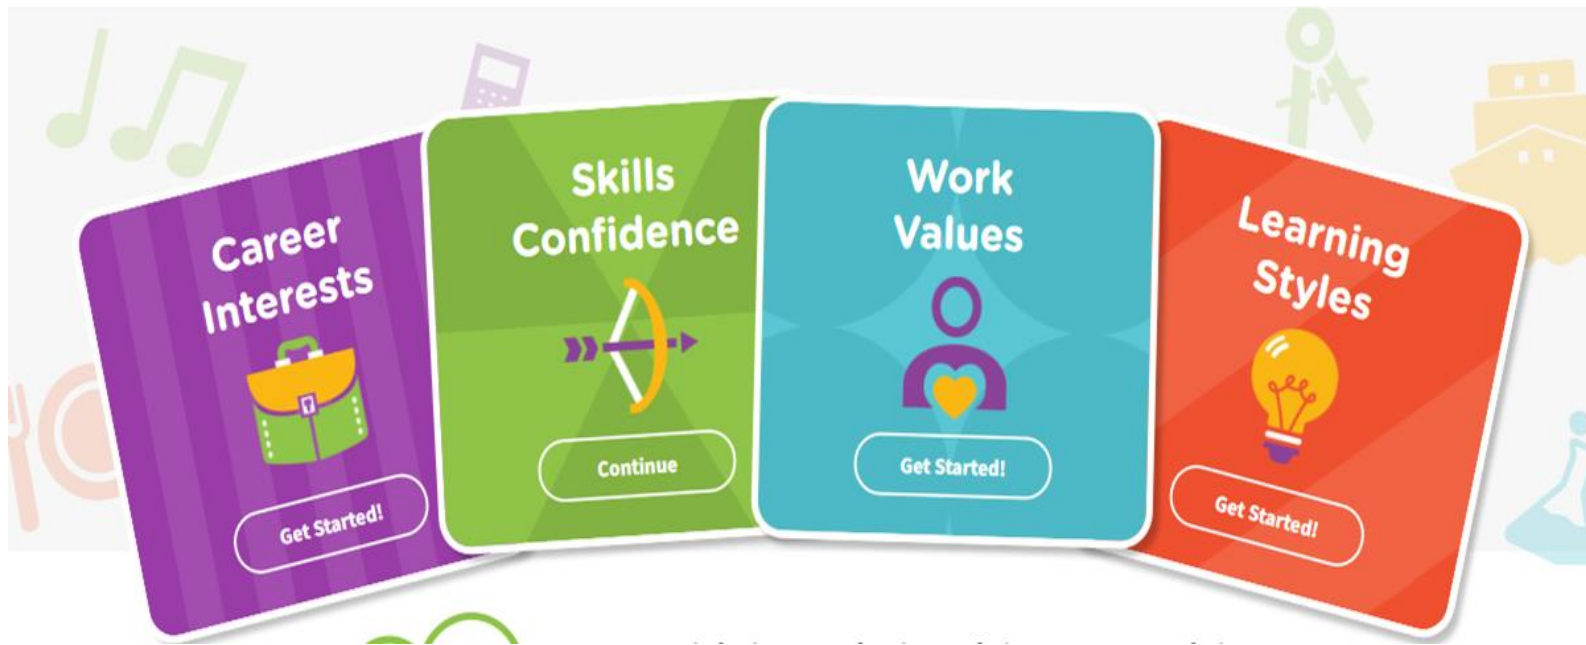 Career
Interests
Get Started!
Skills
Confidence
Continue
Work
Values
Get Started!
Learning
Styles
Get Started!